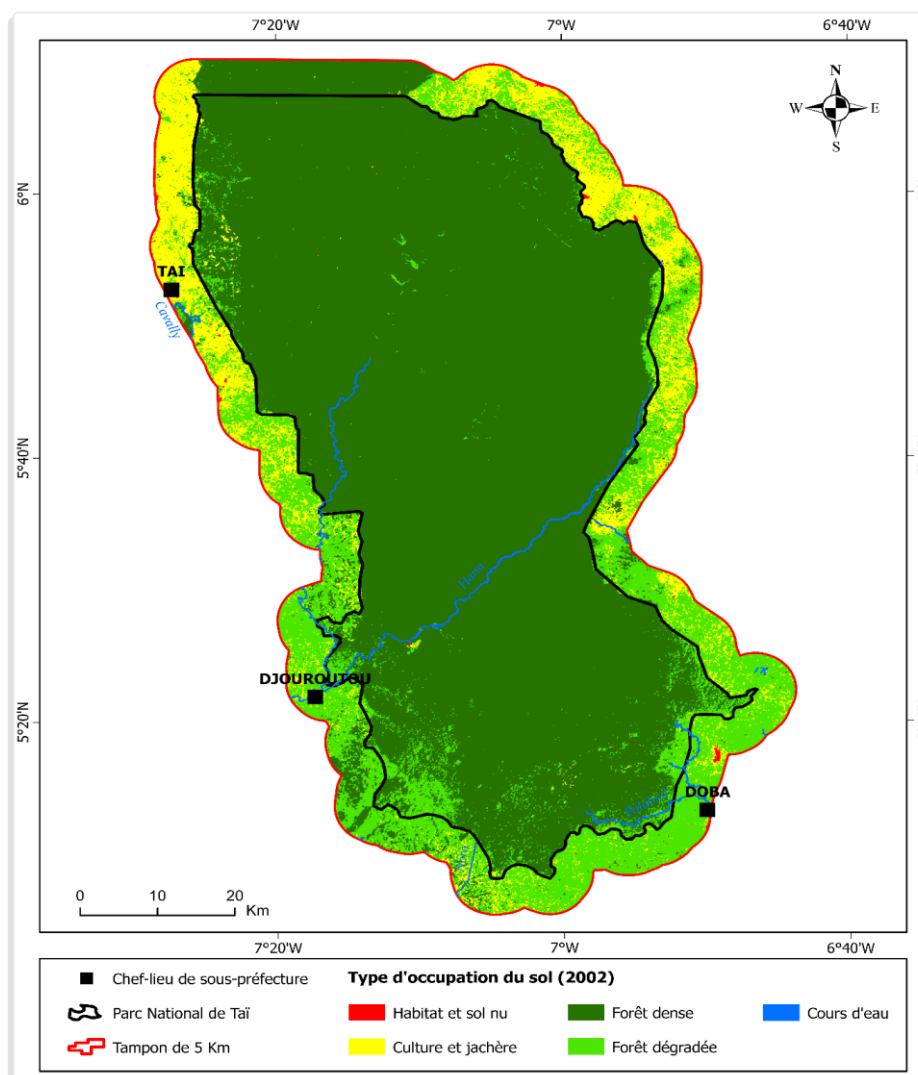 7°20'W 7°W 6°40'W
N
W E
S
6°N
TAI
Cavally
5°40'N
Hana
DJOUROUTOU
5°20'N
DOBA
0 10 20
Km
7°20'W 7°W 6°40'W
Chef-lieu de sous-préfecture
Type d'occupation du sol (2002)
Parc National de Taï
Habitat et sol nu
Forêt dense
Cours d'eau
Tampon de 5 Km
Culture et jachère
Forêt dégradée